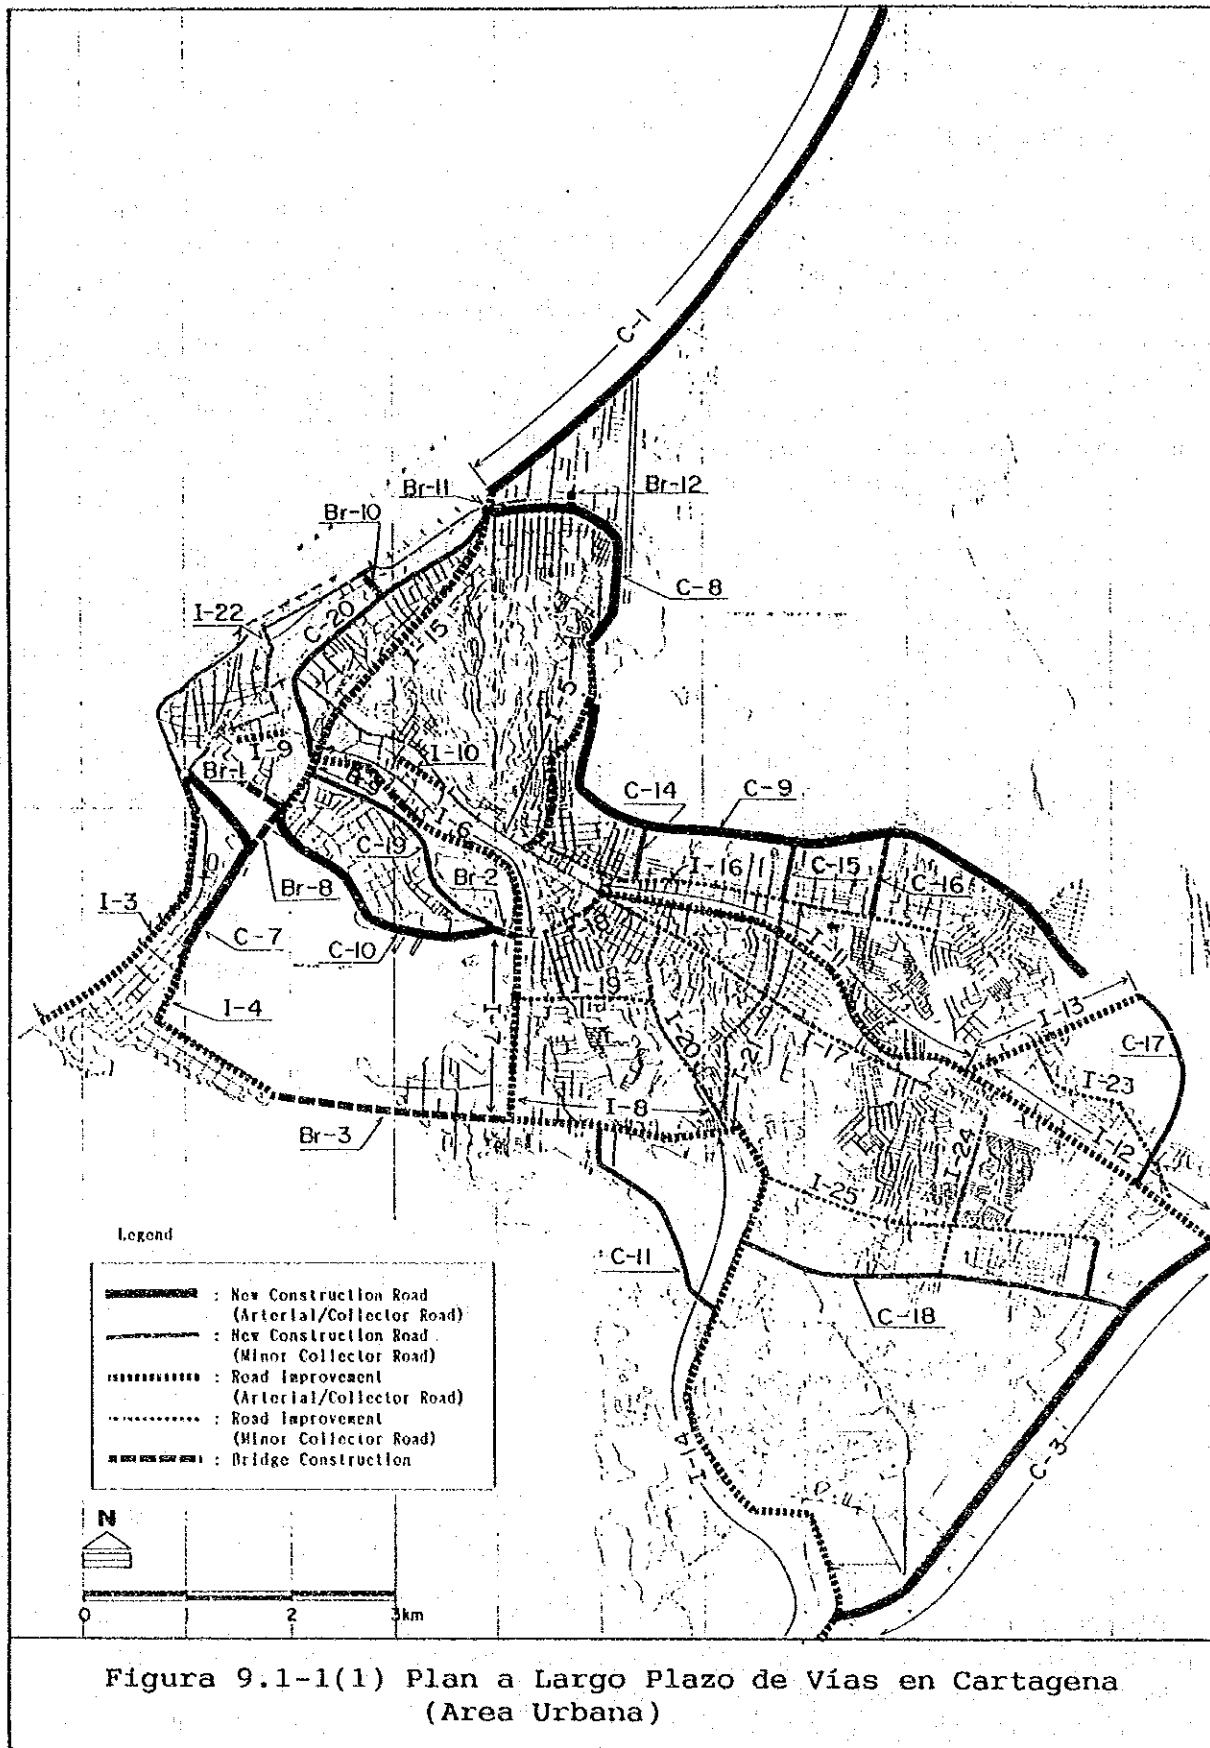 C-1
Br-11
Br-12
Br-10
C-8
I-22
C-20
I-15
I-5
I-9
I-10
Br-1
C-14
C-9
I-6
C-19
I-16
C-15
C-16
Br-2
Br-8
I-3
C-7
C-10
I-18
I-11
I-19
I-4
I-7
I-20
I-21
I-17
I-13
C-17
I-23
I-8
Br-3
I-12
I-24
I-25
C-11
C-18
I-14
C-3
Legend
: New Construction Road
(Arterial/Collector Road)
: New Construction Road
(Minor Collector Road)
: Road Improvement
(Arterial/Collector Road)
: Road Improvement
(Minor Collector Road)
: Bridge Construction
N
0 2 3km
Figura 9.1-1(1) Plan a Largo Plazo de Vías en Cartagena
(Area Urbana)